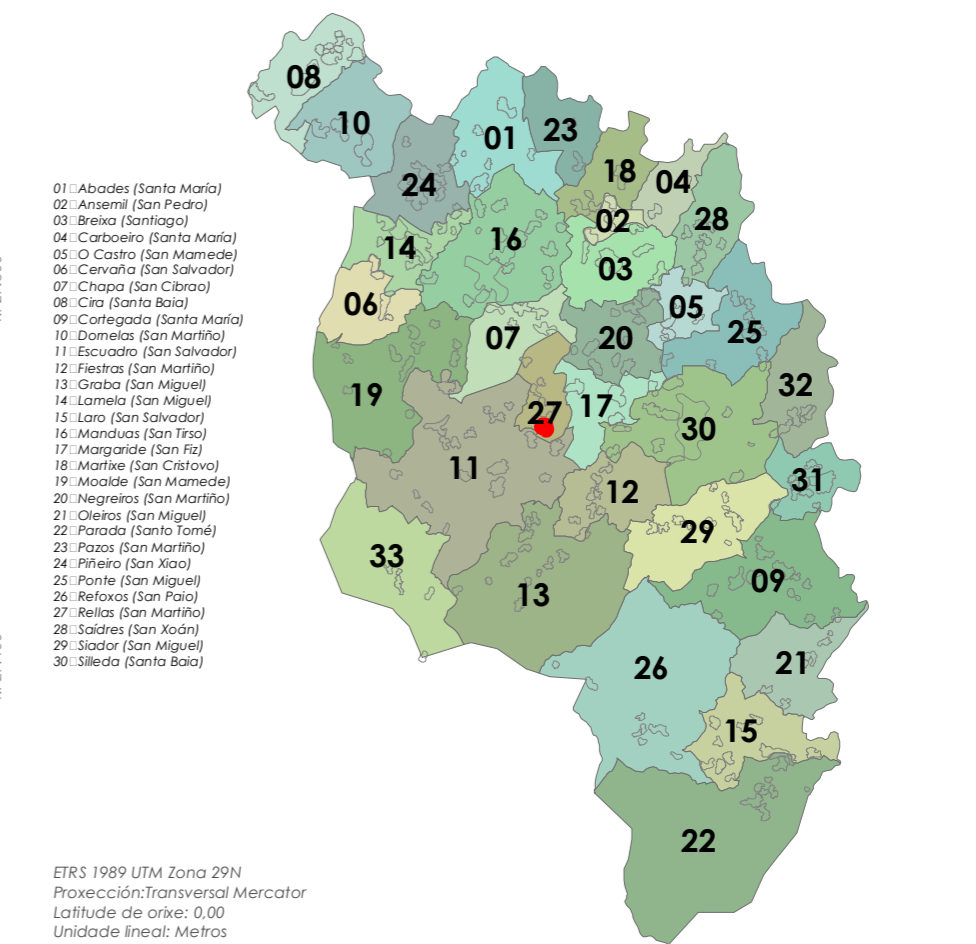 08
10
01
23
24
18
04
02
28
14
16
03
06
05
07
20
25
19
27
17
32
30
11
12
31
29
33
13
09
26
21
15
22
01 Abades (Santa María)
02 Ansemil (San Pedro)
03 Breixa (Santiago)
04 Carboeiro (Santa María)
05 O Castro (San Mamede)
06 Cervaña (San Salvador)
07 Chapa (San Cibrao)
08 Cira (Santa Baia)
09 Cortegada (Santa María)
10 Dornelas (San Martiño)
11 Escuadro (San Salvador)
12 Fiestras (San Martiño)
13 Graba (San Miguel)
14 Lamela (San Miguel)
15 Laro (San Salvador)
16 Manduas (San Tirso)
17 Margaride (San Fiz)
18 Martixe (San Cristovo)
19 Moalde (San Mamede)
20 Negreiros (San Martiño)
21 Oleiros (San Miguel)
22 Parada (Santo Tomé)
23 Pazos (San Martiño)
24 Piñeiro (San Xiao)
25 Ponte (San Miguel)
26 Refoxos (San Paio)
27 Rellas (San Martiño)
28 Saídres (San Xoán)
29 Siador (San Miguel)
30 Silleda (Santa Baia)
ETRS 1989 UTM Zona 29N
Proxección:Transversal Mercator
Latitude de orixe: 0,00
Unidade lineal: Metros